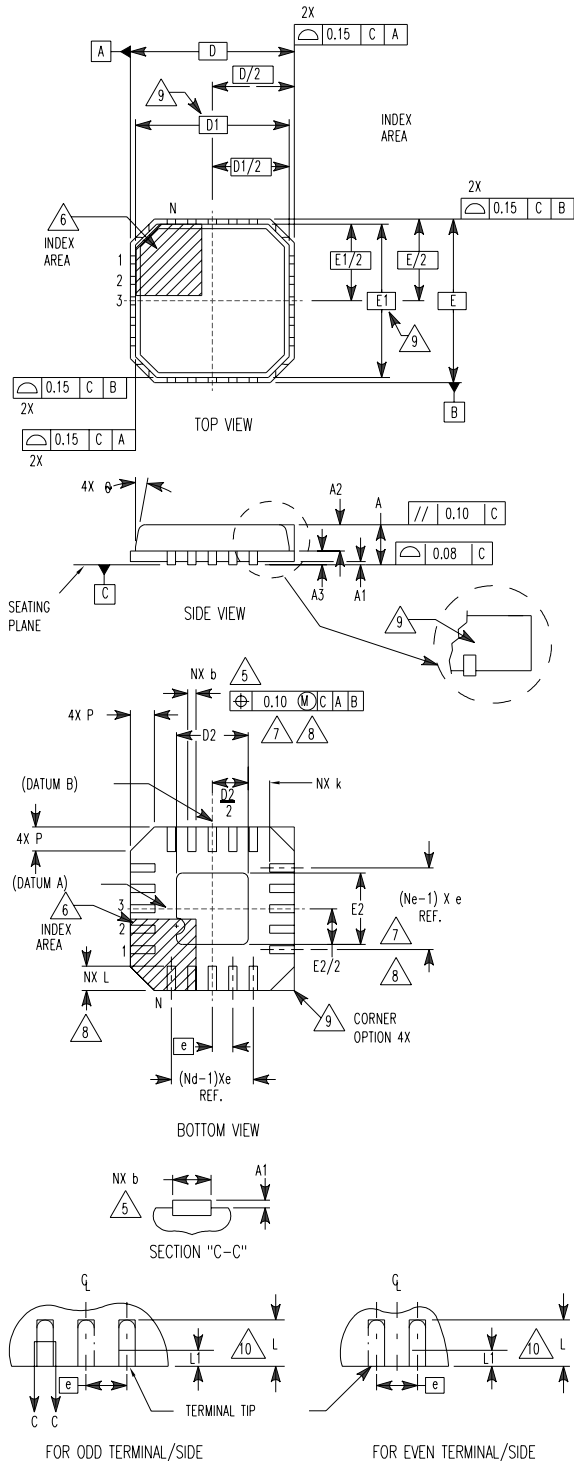 2X
0.15 C A
A
D
D/2
9
D1
INDEX
AREA
D1/2
2X
0.15 C B
N
6
INDEX
AREA
1
2
3
E1/2
E/2
E1
E
9
0.15 C B
2X
B
0.15 C A
2X
TOP VIEW
4X θ
A2
A
// 0.10 C
0.08 C
C
A3
A1
SEATING
PLANE
SIDE VIEW
9
NX b
5
0.10 M C A B
4X P
D2
7
8
(DATUM B)
D2
2
NX k
4X P
(DATUM A)
6
INDEX
AREA
3
2
1
E2
(Ne-1) X e
REF.
7
E2/2
8
NX L
8
N
9
CORNER
OPTION 4X
e
(Nd-1)Xe
REF.
BOTTOM VIEW
NX b
5
A1
SECTION "C-C"
CL
CL
L
10
L1
L
10
L1
e
e
C C
TERMINAL TIP
FOR ODD TERMINAL/SIDE
FOR EVEN TERMINAL/SIDE